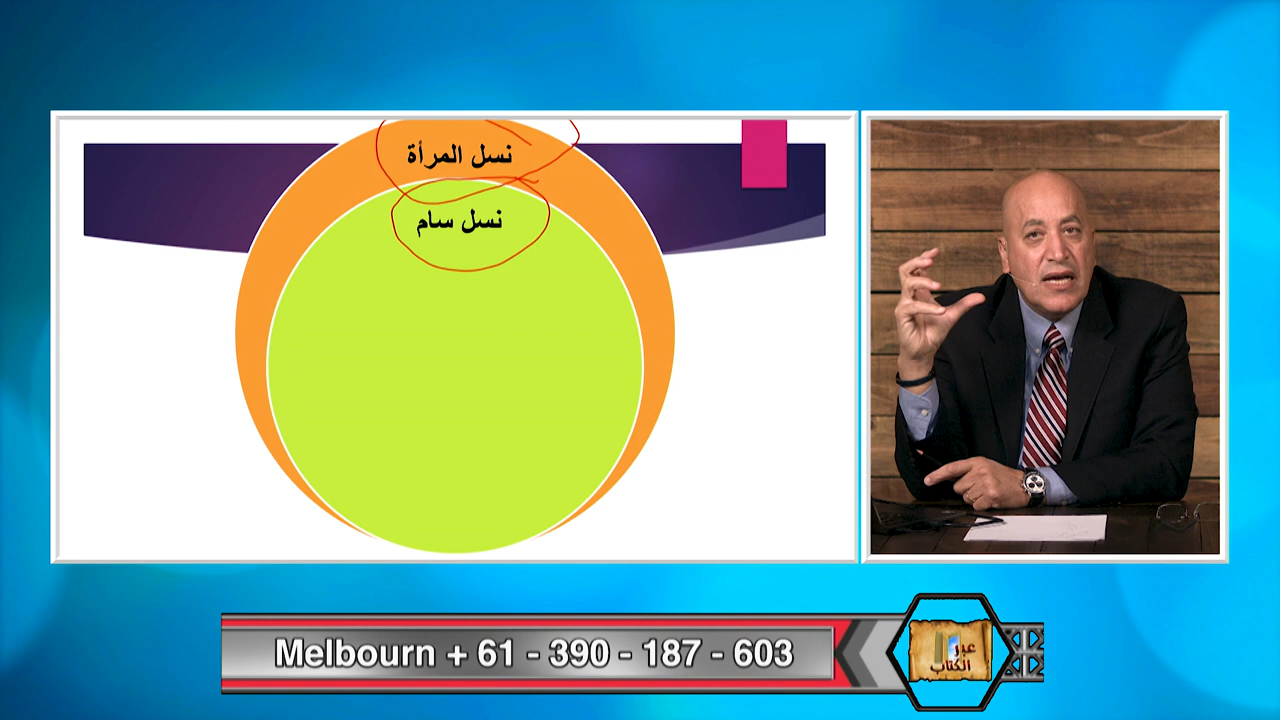 نسل المرأة
نسل سام
Melbourn + 61 - 390 - 187 - 603
عبر
الكتاب